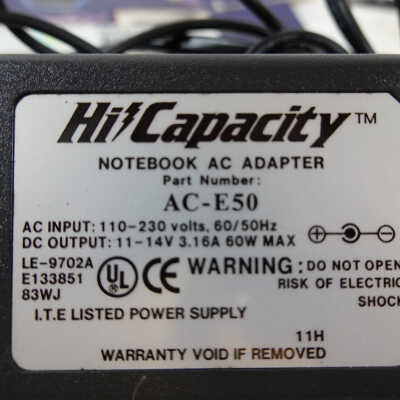 Hi Capacity™
NOTEBOOK AC ADAPTER
Part Number:
AC-E50
AC INPUT: 110-230 volts, 60/50Hz
DC OUTPUT: 11-14V 3.16A 60W MAX
LE-9702A
E133851
83WJ
UL CE WARNING: DO NOT OPEN
RISK OF ELECTRIC
SHOCK
I.T.E LISTED POWER SUPPLY
11H
WARRANTY VOID IF REMOVED